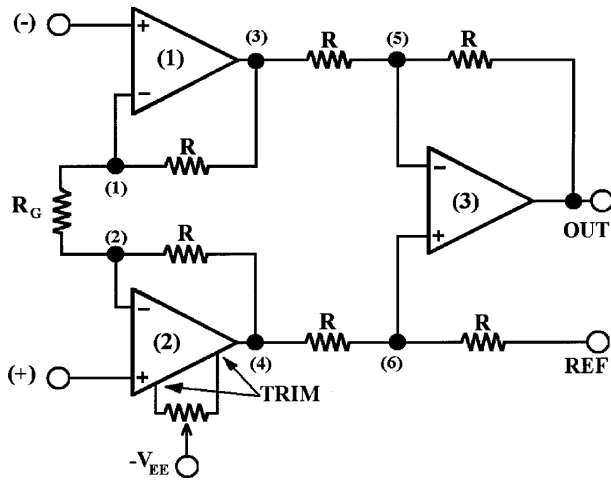 (-)
+
(1)
−
(3)
R
(5)
R
R
(1)
R_G
(2)
R
−
(3)
+
OUT
−
(2)
+
(4)
R
(6)
R
REF
(+)
TRIM
-V_EE